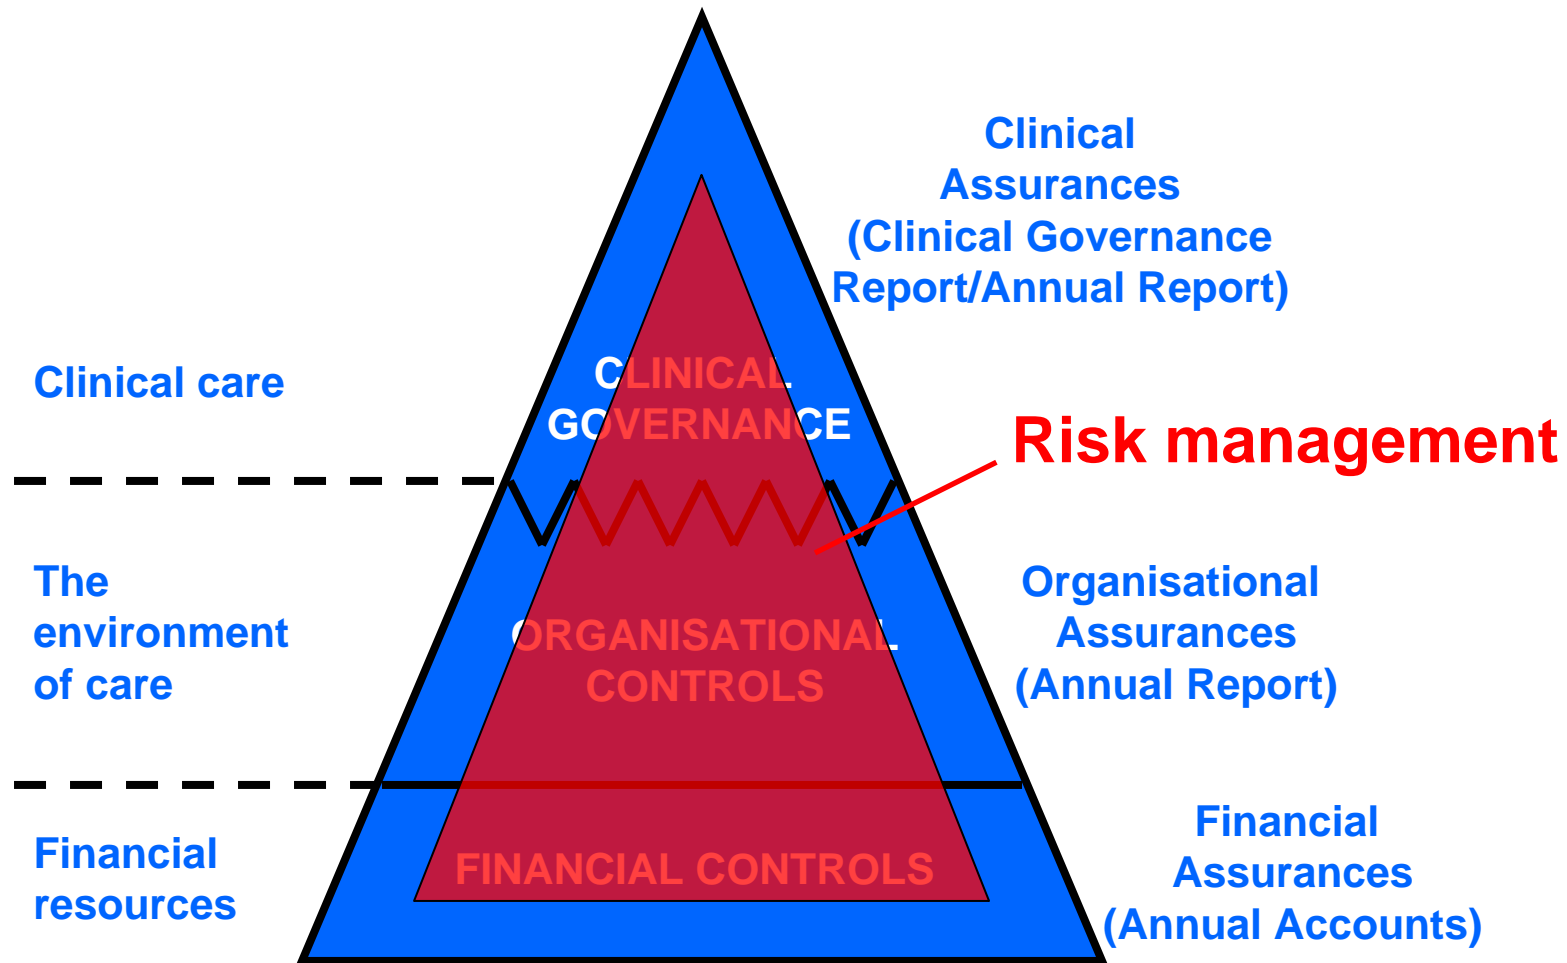 Clinical
Assurances
(Clinical Governance
Report/Annual Report)
Clinical care
CLINICAL
GOVERNANCE
Risk management
The
environment
of care
ORGANISATIONAL
CONTROLS
Organisational
Assurances
(Annual Report)
Financial
resources
FINANCIAL CONTROLS
Financial
Assurances
(Annual Accounts)